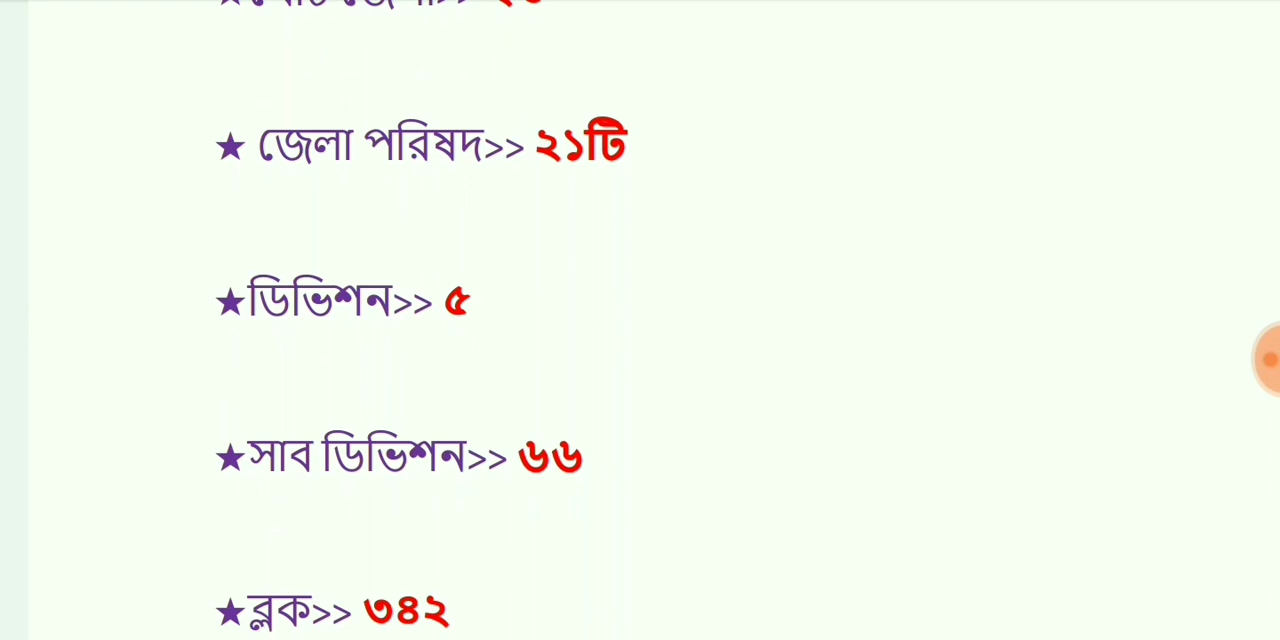 ★ জেলা পরিষদ>> ২১টি
★ডিভিশন>> ৫
★সাব ডিভিশন>> ৬৬
★ব্লক>> ৩৪২